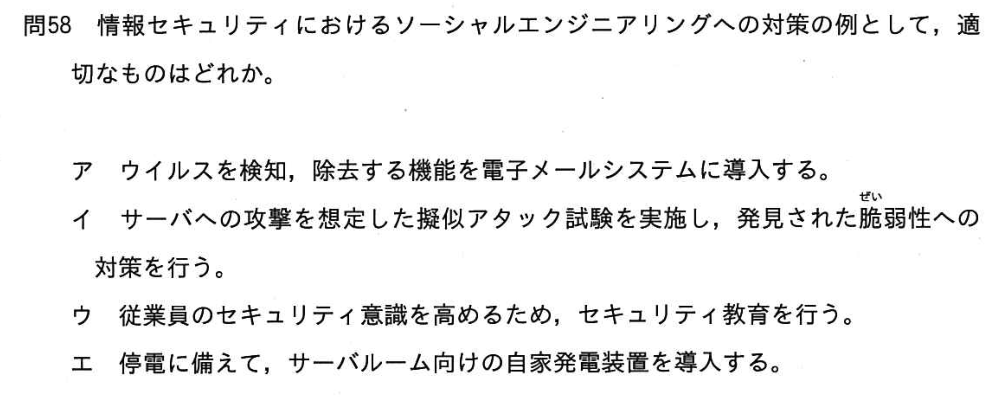 問58　情報セキュリティにおけるソーシャルエンジニアリングへの対策の例として，適
切なものはどれか。
ア　ウイルスを検知，除去する機能を電子メールシステムに導入する。
ぜい
イ　サーバへの攻撃を想定した擬似アタック試験を実施し，発見された脆弱性への
対策を行う。
ウ　従業員のセキュリティ意識を高めるため，セキュリティ教育を行う。
エ　停電に備えて，サーバルーム向けの自家発電装置を導入する。